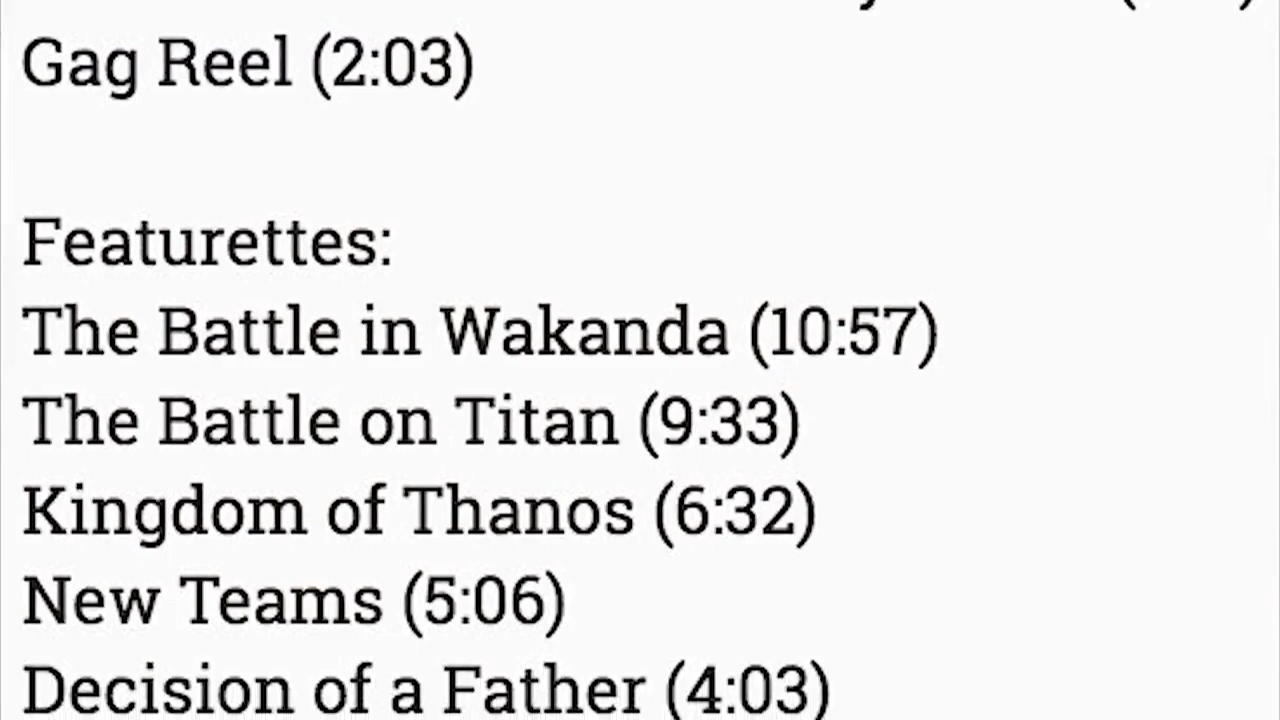 Gag Reel (2:03)
Featurettes:
The Battle in Wakanda (10:57)
The Battle on Titan (9:33)
Kingdom of Thanos (6:32)
New Teams (5:06)
Decision of a Father (4:03)